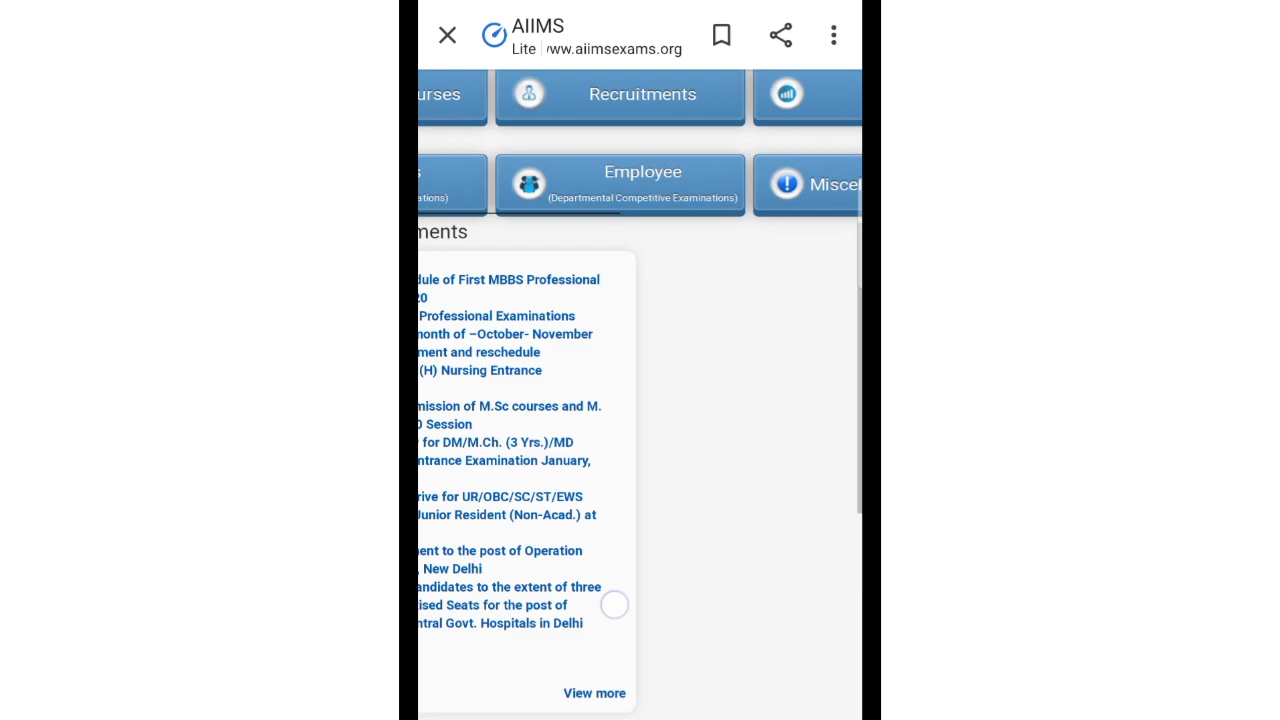 AIIMS
Lite www.aiimsexams.org
urses
Recruitments
s
ations)
Employee
(Departmental Competitive Examinations)
Miscel
ments
dule of First MBBS Professional
20
Professional Examinations
month of –October- November
ment and reschedule
(H) Nursing Entrance
mission of M.Sc courses and M.
0 Session
for DM/M.Ch. (3 Yrs.)/MD
ntrance Examination January,
rive for UR/OBC/SC/ST/EWS
Junior Resident (Non-Acad.) at
ent to the post of Operation
, New Delhi
andidates to the extent of three
ised Seats for the post of
ntral Govt. Hospitals in Delhi
View more